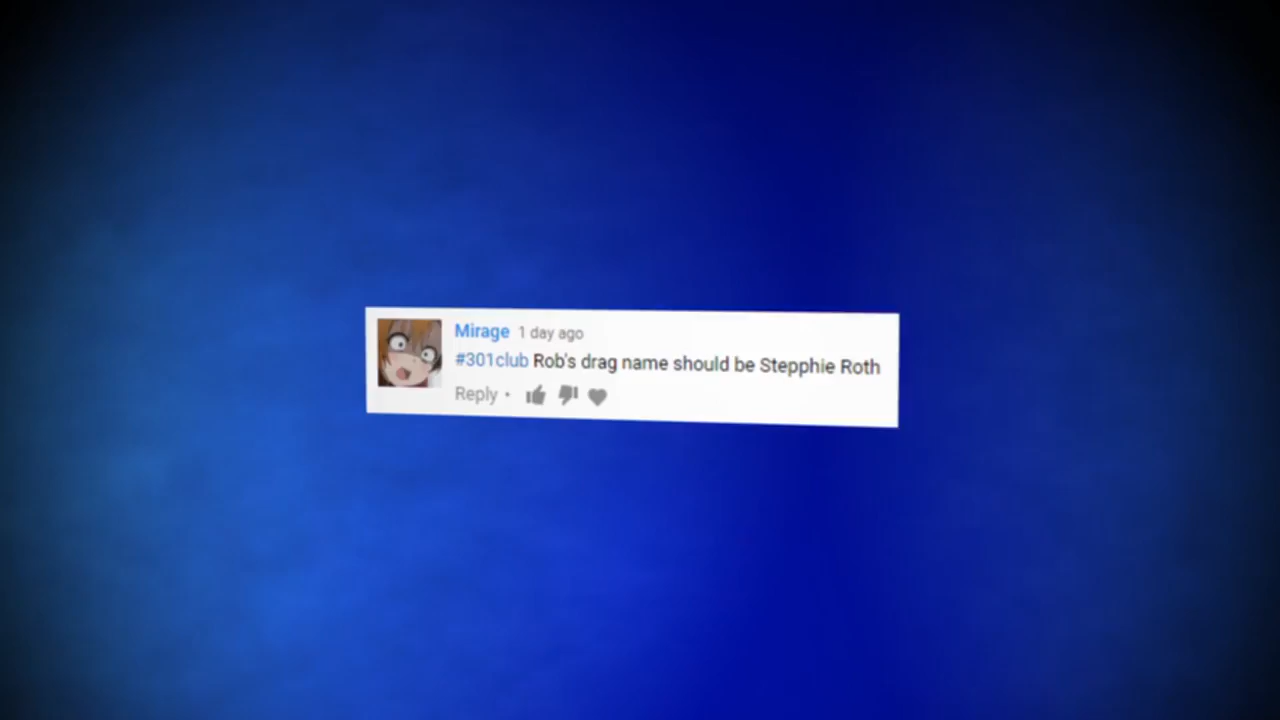 Mirage 1 day ago
#301club Rob's drag name should be Stepphie Roth
Reply •